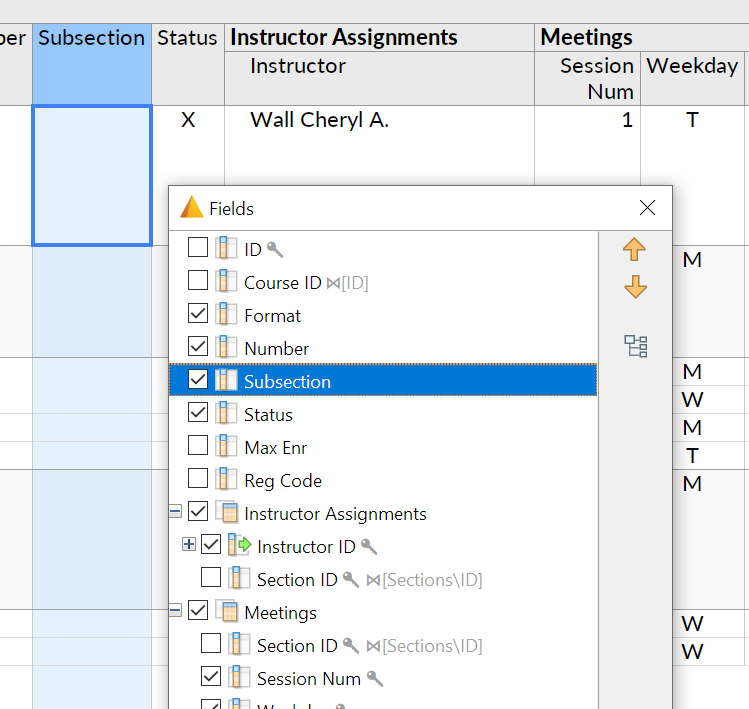 ber Subsection Status Instructor Assignments Meetings
Instructor Session Num Weekday
X Wall Cheryl A. 1 T
Fields
M
ID
Course ID ⋈[ID]
Format
Number
Subsection M
W
Status
M
Max Enr
T
Reg Code M
Instructor Assignments
Instructor ID
Section ID ⋈[Sections\ID]
Meetings W
Section ID ⋈[Sections\ID] W
Session Num